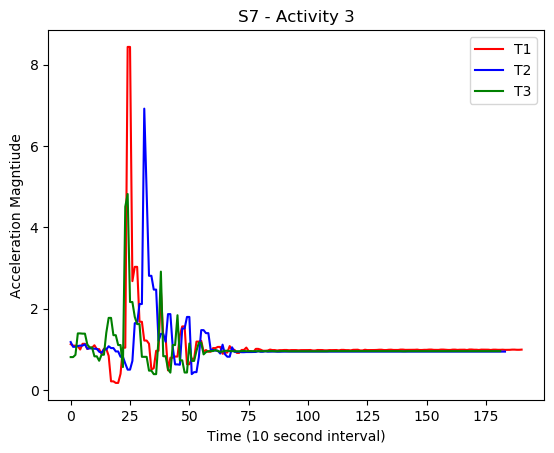 S7 - Activity 3
T1
T2
T3
Acceleration Magntiude
8
6
4
2
0
0 25 50 75 100 125 150 175
Time (10 second interval)